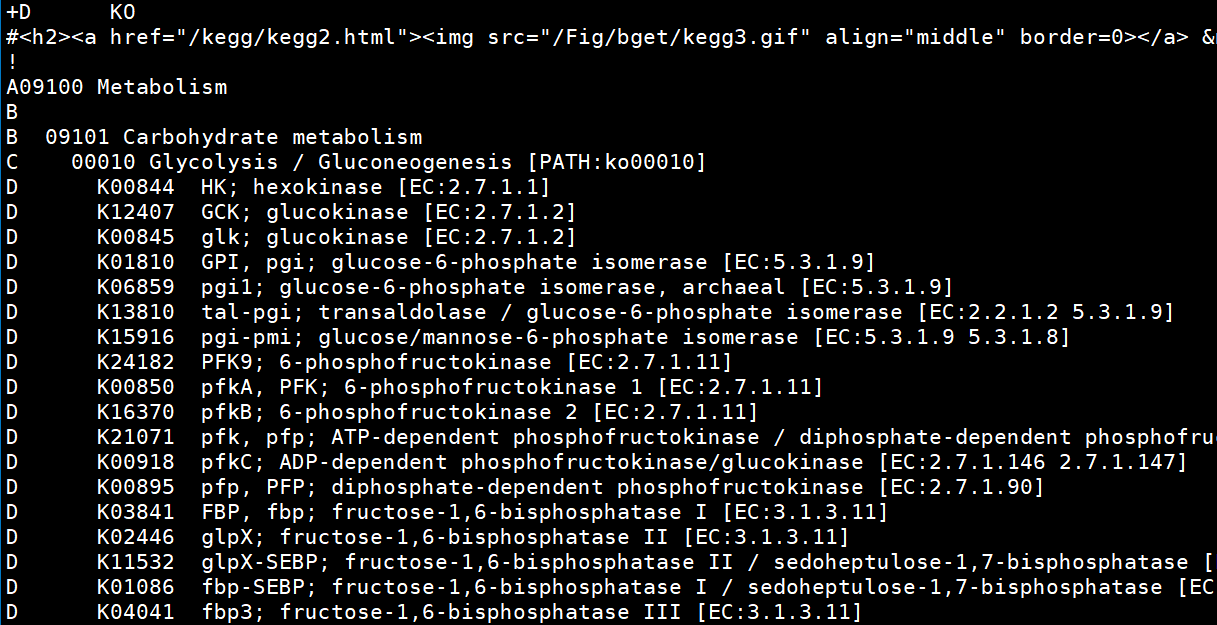 +D      KO
#<h2><a href="/kegg/kegg2.html"><img src="/Fig/bget/kegg3.gif" align="middle" border=0></a> &
!
A09100 Metabolism
B
B  09101 Carbohydrate metabolism
C    00010 Glycolysis / Gluconeogenesis [PATH:ko00010]
D      K00844  HK; hexokinase [EC:2.7.1.1]
D      K12407  GCK; glucokinase [EC:2.7.1.2]
D      K00845  glk; glucokinase [EC:2.7.1.2]
D      K01810  GPI, pgi; glucose-6-phosphate isomerase [EC:5.3.1.9]
D      K06859  pgi1; glucose-6-phosphate isomerase, archaeal [EC:5.3.1.9]
D      K13810  tal-pgi; transaldolase / glucose-6-phosphate isomerase [EC:2.2.1.2 5.3.1.9]
D      K15916  pgi-pmi; glucose/mannose-6-phosphate isomerase [EC:5.3.1.9 5.3.1.8]
D      K24182  PFK9; 6-phosphofructokinase [EC:2.7.1.11]
D      K00850  pfkA, PFK; 6-phosphofructokinase 1 [EC:2.7.1.11]
D      K16370  pfkB; 6-phosphofructokinase 2 [EC:2.7.1.11]
D      K21071  pfk, pfp; ATP-dependent phosphofructokinase / diphosphate-dependent phosphofru
D      K00918  pfkC; ADP-dependent phosphofructokinase/glucokinase [EC:2.7.1.146 2.7.1.147]
D      K00895  pfp, PFP; diphosphate-dependent phosphofructokinase [EC:2.7.1.90]
D      K03841  FBP, fbp; fructose-1,6-bisphosphatase I [EC:3.1.3.11]
D      K02446  glpX; fructose-1,6-bisphosphatase II [EC:3.1.3.11]
D      K11532  glpX-SEBP; fructose-1,6-bisphosphatase II / sedoheptulose-1,7-bisphosphatase [
D      K01086  fbp-SEBP; fructose-1,6-bisphosphatase I / sedoheptulose-1,7-bisphosphatase [EC
D      K04041  fbp3; fructose-1,6-bisphosphatase III [EC:3.1.3.11]